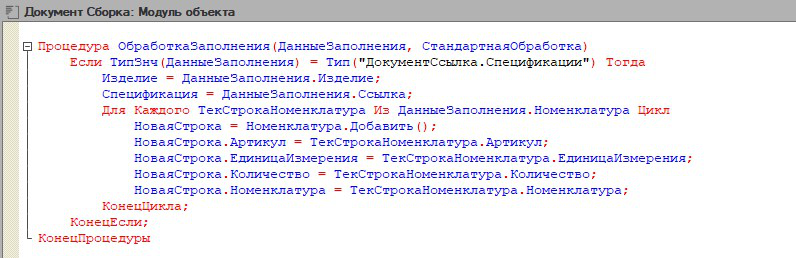 Документ Сборка: Модуль объекта
Процедура ОбработкаЗаполнения(ДанныеЗаполнения, СтандартнаяОбработка)
Если ТипЗнч(ДанныеЗаполнения) = Тип("ДокументСсылка.Спецификации") Тогда
Изделие = ДанныеЗаполнения.Изделие;
Спецификация = ДанныеЗаполнения.Ссылка;
Для Каждого ТекСтрокаНоменклатура Из ДанныеЗаполнения.Номенклатура Цикл
НоваяСтрока = Номенклатура.Добавить();
НоваяСтрока.Артикул = ТекСтрокаНоменклатура.Артикул;
НоваяСтрока.ЕдиницаИзмерения = ТекСтрокаНоменклатура.ЕдиницаИзмерения;
НоваяСтрока.Количество = ТекСтрокаНоменклатура.Количество;
НоваяСтрока.Номенклатура = ТекСтрокаНоменклатура.Номенклатура;
КонецЦикла;
КонецЕсли;
КонецПроцедуры